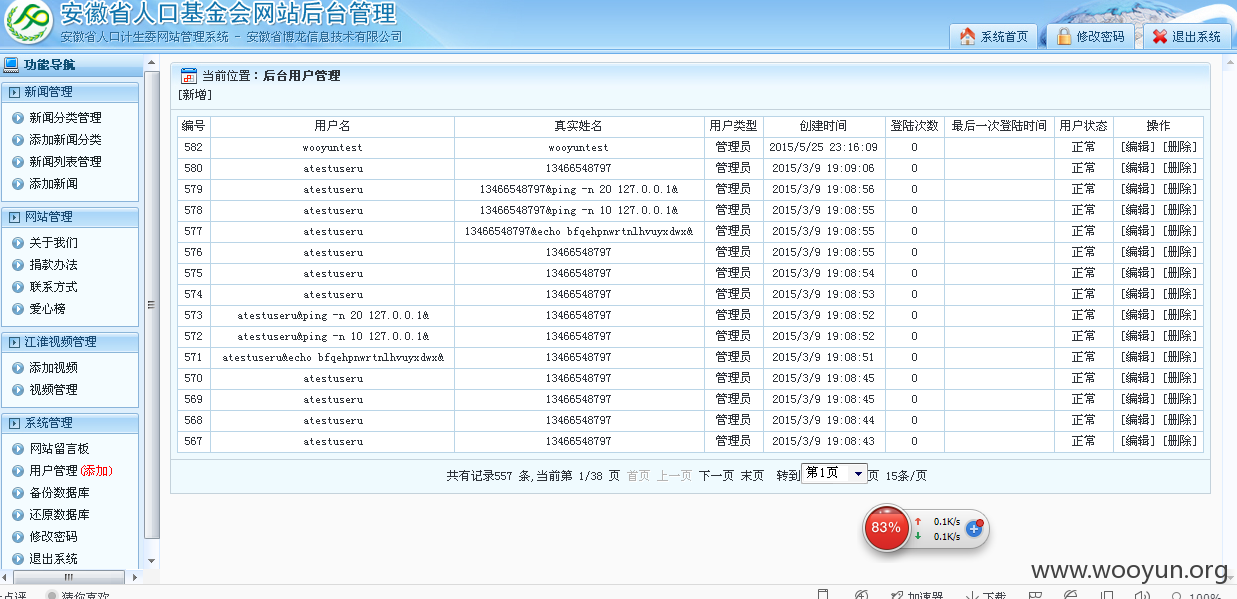 安徽省人口基金会网站后台管理
安徽省人口计生委网站管理系统 - 安徽省博龙信息技术有限公司
系统首页 修改密码 退出系统
功能导航
新闻管理
新闻分类管理
添加新闻分类
新闻列表管理
添加新闻
网站管理
关于我们
捐款办法
联系方式
爱心榜
江淮视频管理
添加视频
视频管理
系统管理
网站留言板
用户管理(添加)
备份数据库
还原数据库
修改密码
退出系统
当前位置：后台用户管理
[新增]
编号 用户名 真实姓名 用户类型 创建时间 登陆次数 最后一次登陆时间 用户状态 操作
582 wooyuntest wooyuntest 管理员 2015/5/25 23:16:09 0 正常 [编辑] [删除]
580 atestuseru 13466548797 管理员 2015/3/9 19:09:06 0 正常 [编辑] [删除]
579 atestuseru 13466548797&ping -n 20 127.0.0.1& 管理员 2015/3/9 19:08:56 0 正常 [编辑] [删除]
578 atestuseru 13466548797&ping -n 10 127.0.0.1& 管理员 2015/3/9 19:08:55 0 正常 [编辑] [删除]
577 atestuseru 13466548797&echo bfqehpnwrtnlhvuyxdwx& 管理员 2015/3/9 19:08:55 0 正常 [编辑] [删除]
576 atestuseru 13466548797 管理员 2015/3/9 19:08:55 0 正常 [编辑] [删除]
575 atestuseru 13466548797 管理员 2015/3/9 19:08:54 0 正常 [编辑] [删除]
574 atestuseru 13466548797 管理员 2015/3/9 19:08:53 0 正常 [编辑] [删除]
573 atestuseru&ping -n 20 127.0.0.1& 13466548797 管理员 2015/3/9 19:08:52 0 正常 [编辑] [删除]
572 atestuseru&ping -n 10 127.0.0.1& 13466548797 管理员 2015/3/9 19:08:52 0 正常 [编辑] [删除]
571 atestuseru&echo bfqehpnwrtnlhvuyxdwx& 13466548797 管理员 2015/3/9 19:08:51 0 正常 [编辑] [删除]
570 atestuseru 13466548797 管理员 2015/3/9 19:08:45 0 正常 [编辑] [删除]
569 atestuseru 13466548797 管理员 2015/3/9 19:08:45 0 正常 [编辑] [删除]
568 atestuseru 13466548797 管理员 2015/3/9 19:08:44 0 正常 [编辑] [删除]
567 atestuseru 13466548797 管理员 2015/3/9 19:08:43 0 正常 [编辑] [删除]
共有记录557 条,当前第 1/38 页 首页 上一页 下一页 末页 转到 第1页 页 15条/页
83% 0.1K/s
0.1K/s
www.wooyun.org
点评 猜你喜欢 加速器 下载 100%